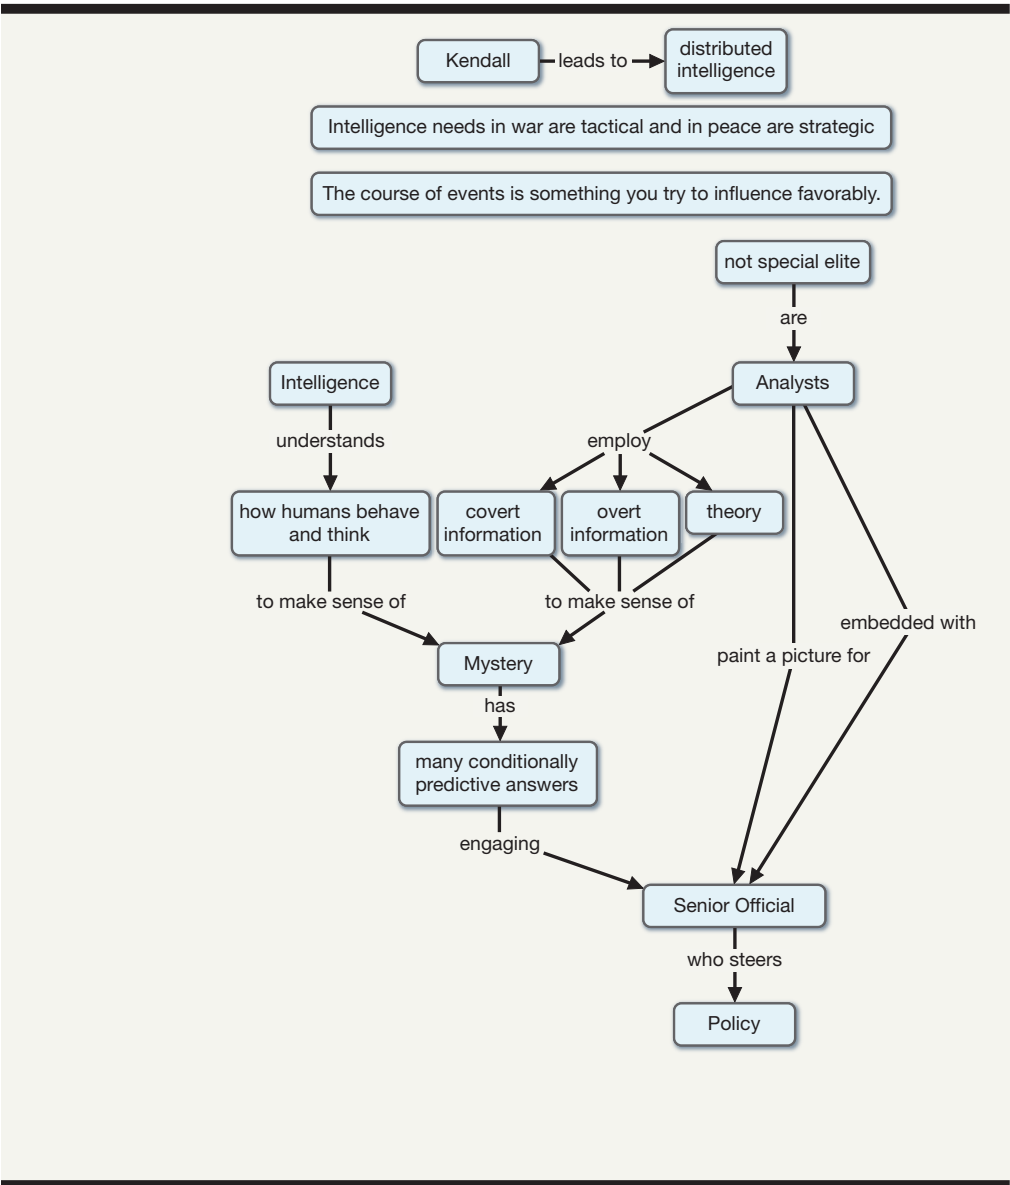 Kendall
leads to
distributed
intelligence
Intelligence needs in war are tactical and in peace are strategic
The course of events is something you try to influence favorably.
not special elite
are
Intelligence
Analysts
understands
employ
how humans behave
and think
covert
information
overt
information
theory
to make sense of
to make sense of
embedded with
paint a picture for
Mystery
has
many conditionally
predictive answers
engaging
Senior Official
who steers
Policy